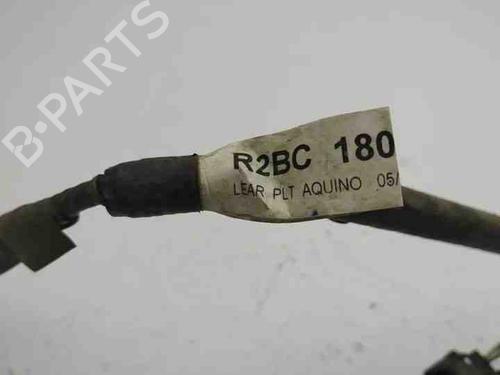 B-PARTS
R2BC 180
LEAR PLT AQUINO 05/